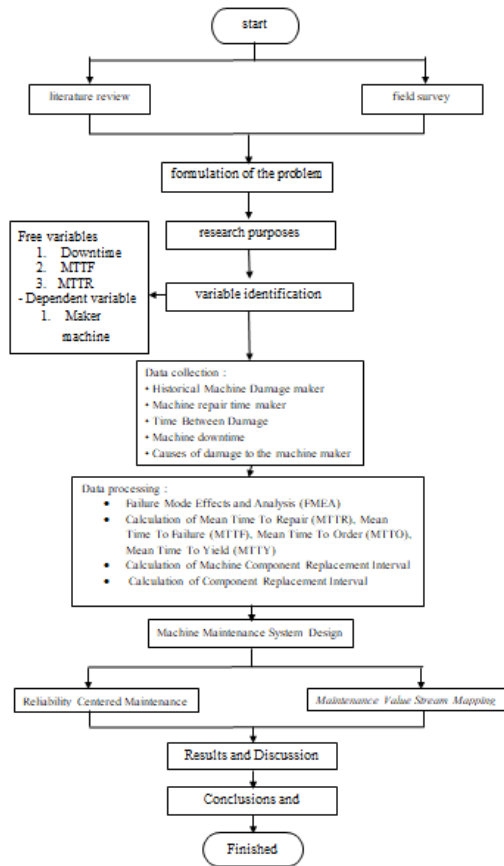 start
literature review
field survey
formulation of the problem
research purposes
Free variables
1. Downtime
2. MTTF
3. MTTR
- Dependent variable
1. Maker
machine
variable identification
Data collection :
• Historical Machine Damage maker
• Machine repair time maker
• Time Between Damage
• Machine downtime
• Causes of damage to the machine maker
Data processing :
• Failure Mode Effects and Analysis (FMEA)
• Calculation of Mean Time To Repair (MTTR), Mean
Time To Failure (MTTF), Mean Time To Order (MTTO),
Mean Time To Yield (MTTY)
• Calculation of Machine Component Replacement Interval
• Calculation of Component Replacement Interval
Machine Maintenance System Design
Reliability Centered Maintenance
Maintenance Value Stream Mapping
Results and Discussion
Conclusions and
Finished